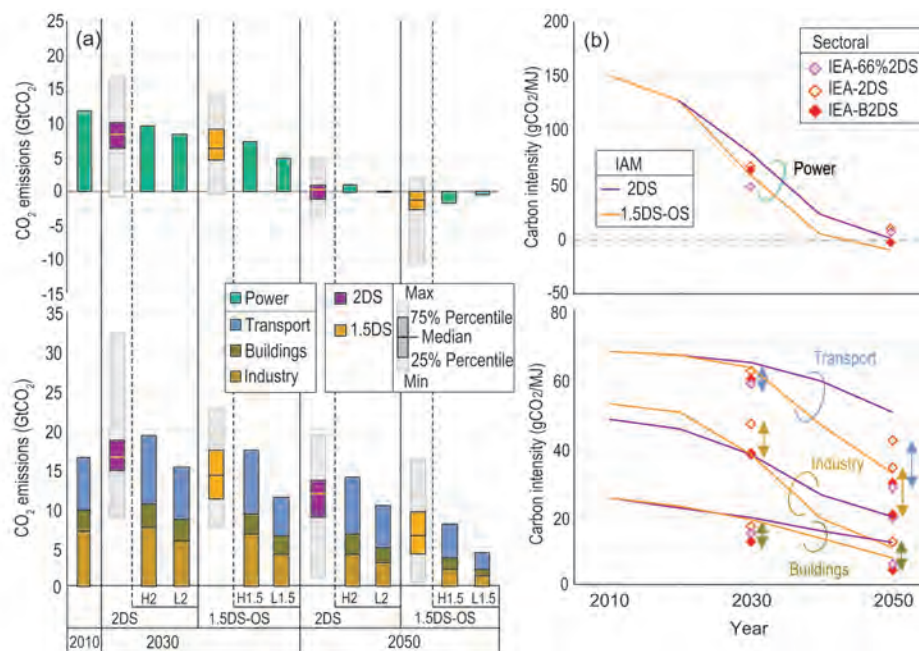 (a)
CO2 emissions (GtCO2)
25
20
15
10
5
0
-5
-10
-15
Power
Transport
Buildings
Industry
2DS
1.5DS
Max
75% Percentile
Median
25% Percentile
Min
CO2 emissions (GtCO2)
35
30
25
20
15
10
5
0
H2 L2 H1.5 L1.5 H2 L2 H1.5 L1.5
2DS 1.5DS-OS 2DS 1.5DS-OS
2010 2030 2050
(b)
Sectoral
IEA-66%2DS
IEA-2DS
IEA-B2DS
Carbon intensity (gCO2/MJ)
150
100
50
0
-50
IAM
2DS
1.5DS-OS
Power
Carbon intensity (gCO2/MJ)
80
60
40
20
0
Transport
Industry
Buildings
2010 2030 2050
Year